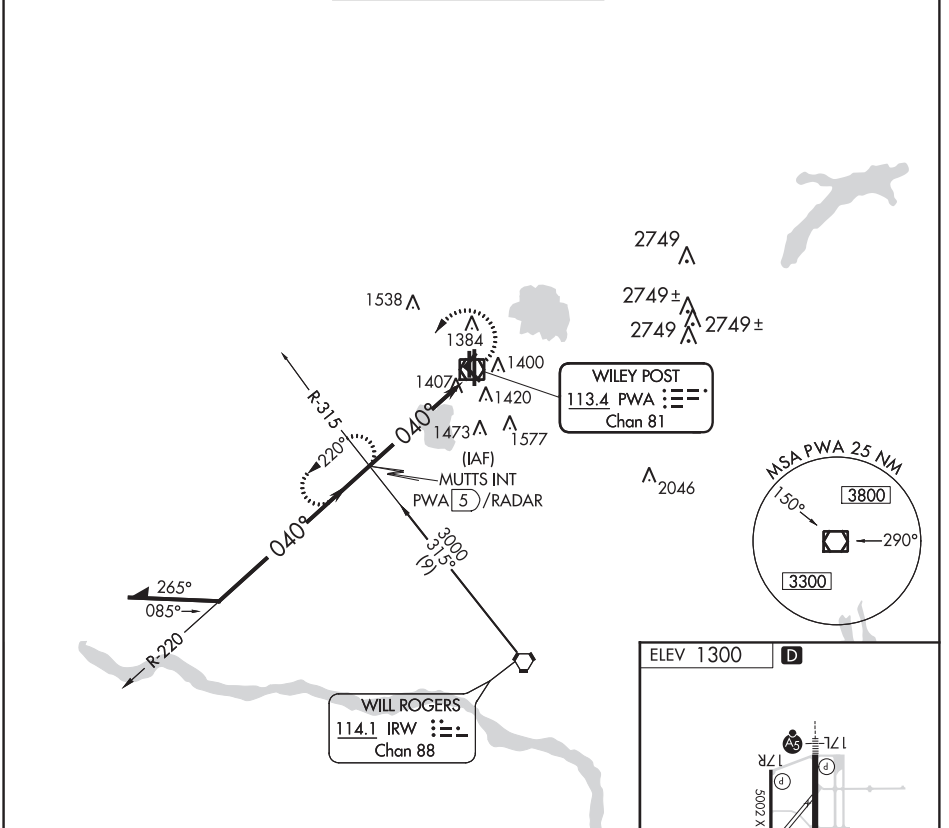 2749
2749±
2749 2749±
1538
1384
1400
1407
1420
WILEY POST
113.4 PWA
Chan 81
R-315
040°
1473
1577
220°
(IAF)
MUTTS INT
PWA 5 /RADAR
2046
MSA PWA 25 NM
150°
3800
290°
3300
040°
3000
315°
(9)
265°
085°
R-220
WILL ROGERS
114.1 IRW
Chan 88
ELEV 1300 D
A5
17L
17R
P
P
5002 X